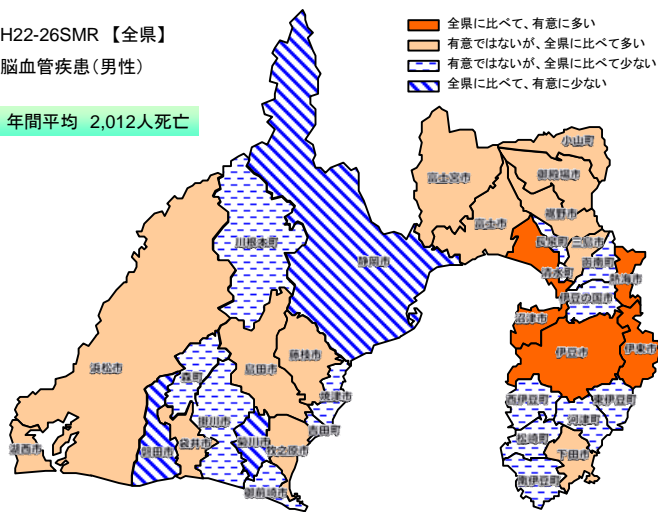 H22-26SMR 【全県】
脳血管疾患(男性)
年間平均 2,012人死亡
全県に比べて、有意に多い
有意ではないが、全県に比べて多い
有意ではないが、全県に比べて少ない
全県に比べて、有意に少ない
小山町
富士宮市
御殿場市
裾野市
富士市
長泉町
三島市
川根本町
静岡市
函南町
清水町
熱海市
伊豆の国市
沼津市
伊豆市
伊東市
浜松市
島田市
藤枝市
森町
焼津市
西伊豆町
東伊豆町
掛川市
河津町
吉田町
湖西市
磐田市
袋井市
菊川市
牧之原市
松崎町
下田市
御前崎市
南伊豆町